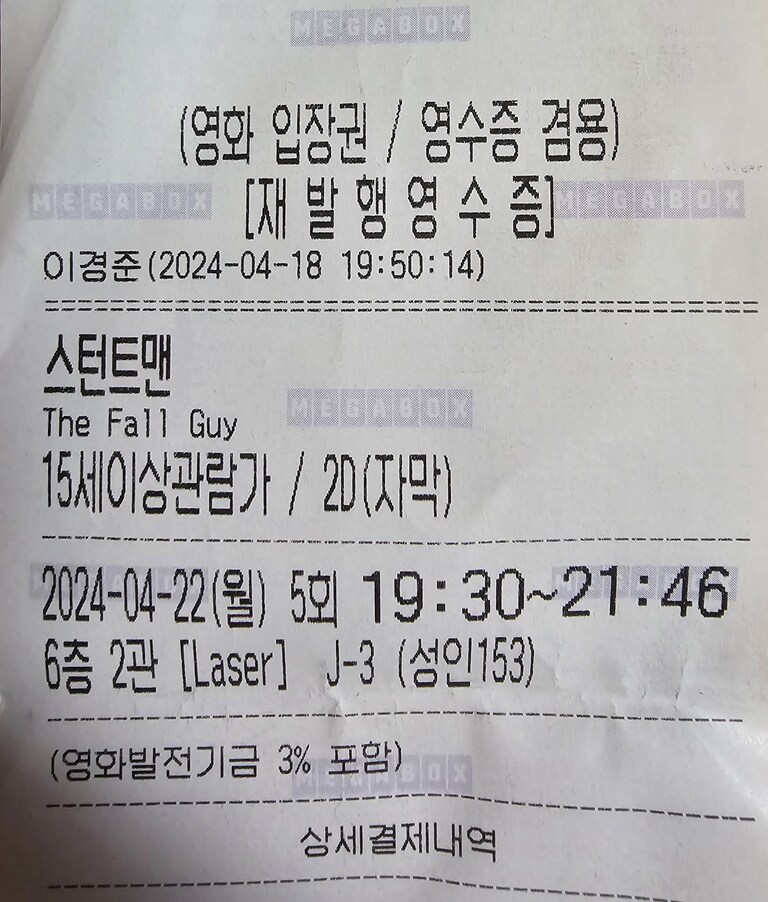 MEGABOX
(영화 입장권 / 영수증 겸용)
MEGABOX [재 발 행 영 수 증] MEGABOX
이경준(2024-04-18 19:50:14)
스턴트맨
MEGABOX
The Fall Guy
15세이상관람가 / 2D(자막)
2024-04-22(월) 5회 19:30~21:46
6층 2관 [Laser] J-3 (성인153)
(영화발전기금 3% 포함)
MEGABOX
상세결제내역